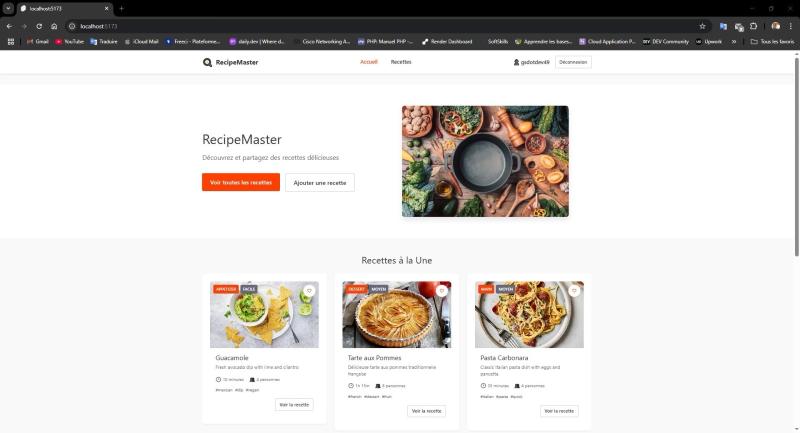 localhost:5173
localhost:5173
Gmail YouTube Traduire iCloud Mail Freeci - Plateforme... daily.dev | Where d... Cisco Networking A... PHP: Manuel PHP -... Render Dashboard SoftSkills Apprendre les bases... Cloud Application P... DEV Community Upwork » Tous les favoris
RecipeMaster Accueil Recettes gsdotdev49 Déconnexion
RecipeMaster
Découvrez et partagez des recettes délicieuses
Voir toutes les recettes Ajouter une recette
Recettes à la Une
APPETIZER FACILE
Guacamole
Fresh avocado dip with lime and cilantro
10 minutes 4 personnes
#mexican #dip #vegan
Voir la recette
DESSERT MOYEN
Tarte aux Pommes
Délicieuse tarte aux pommes traditionnelle
française
1h 15m 8 personnes
#french #dessert #fruit
Voir la recette
MAIN MOYEN
Pasta Carbonara
Classic Italian pasta dish with eggs and
pancetta
4 personnes
#italian #pasta #quick
Voir la recette